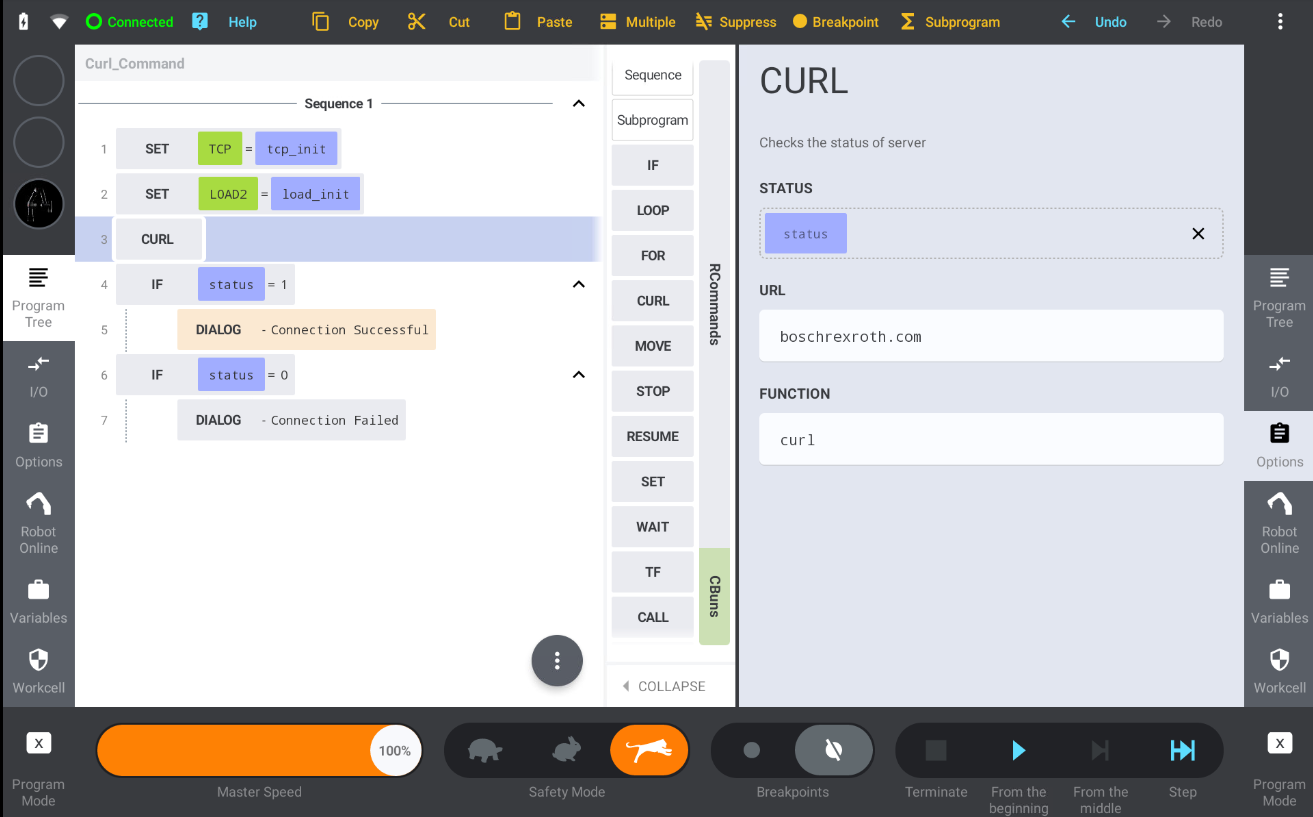 Connected
Help
Copy
Cut
Paste
Multiple
Suppress
Breakpoint
Subprogram
Undo
Redo
Curl_Command
Sequence 1
1 SET TCP = tcp_init
2 SET LOAD2 = load_init
3 CURL
4 IF status = 1
5 DIALOG - Connection Successful
6 IF status = 0
7 DIALOG - Connection Failed
Program
Tree
I/O
Options
Robot
Online
Variables
Workcell
Sequence
Subprogram
IF
LOOP
FOR
CURL
MOVE
STOP
RESUME
SET
WAIT
TF
CALL
COLLAPSE
RCommands
CBuns
CURL
Checks the status of server
STATUS
status
URL
boschrexroth.com
FUNCTION
curl
Program
Tree
I/O
Options
Robot
Online
Variables
Workcell
X
Program
Mode
100%
Master Speed
Safety Mode
Breakpoints
Terminate
From the
beginning
From the
middle
Step
X
Program
Mode